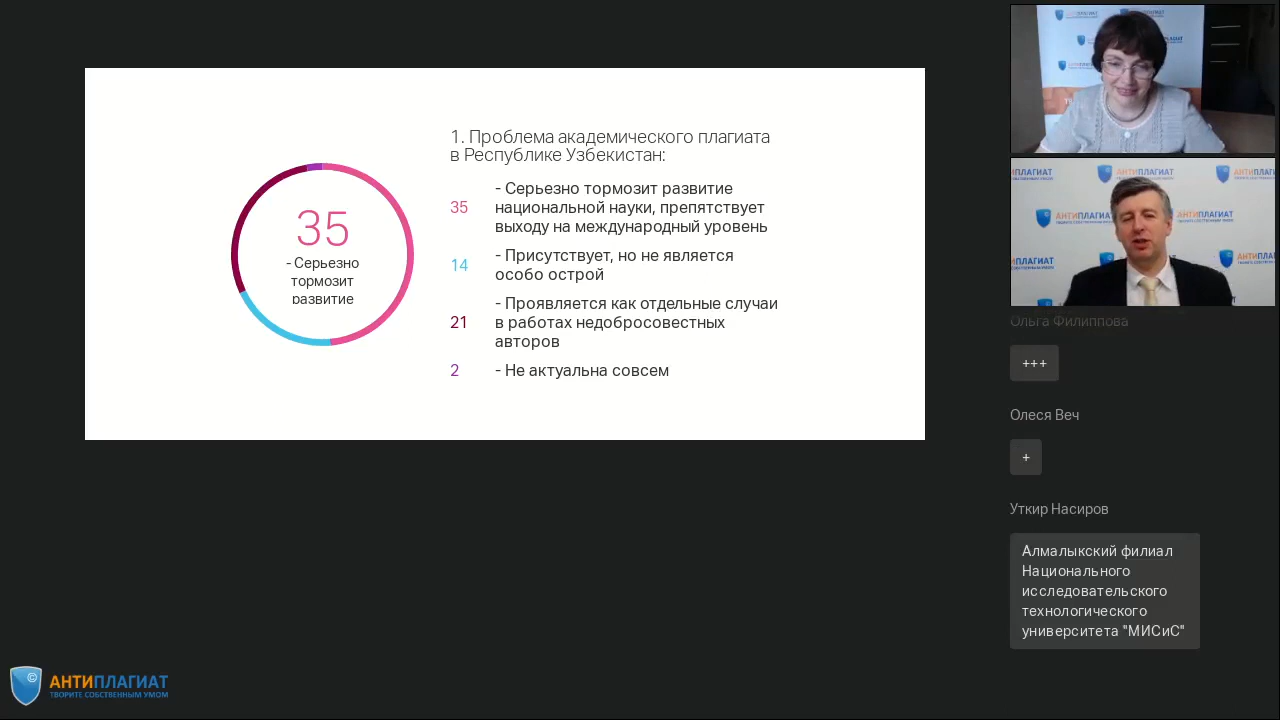 1. Проблема академического плагиата
в Республике Узбекистан:
35
- Серьезно
тормозит
развитие
35
- Серьезно тормозит развитие
национальной науки, препятствует
выходу на международный уровень
14
- Присутствует, но не является
особо острой
21
- Проявляется как отдельные случаи
в работах недобросовестных
авторов
2
- Не актуальна совсем
АНТИПЛАГИАТ
АНТИПЛАГИАТ
АНТИПЛАГИАТ
Ольга Филиппова
+++
Олеся Веч
+
Уткир Насиров
Алмалыкский филиал
Национального
исследовательского
технологического
университета "МИСиС"
©
АНТИПЛАГИАТ
ТВОРИТЕ СОБСТВЕННЫМ УМОМ